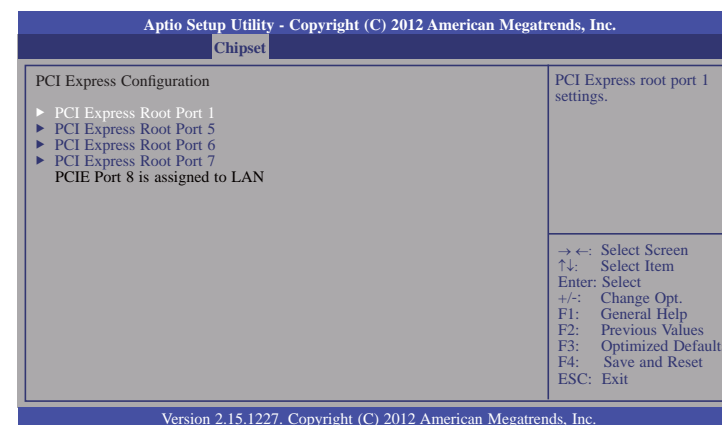 Aptio Setup Utility - Copyright (C) 2012 American Megatrends, Inc.
Chipset
PCI Express Configuration
► PCI Express Root Port 1
► PCI Express Root Port 5
► PCI Express Root Port 6
► PCI Express Root Port 7
PCIE Port 8 is assigned to LAN
PCI Express root port 1
settings.
→ ←: Select Screen
↑↓: Select Item
Enter: Select
+/-: Change Opt.
F1: General Help
F2: Previous Values
F3: Optimized Default
F4: Save and Reset
ESC: Exit
Version 2.15.1227. Copyright (C) 2012 American Megatrends, Inc.